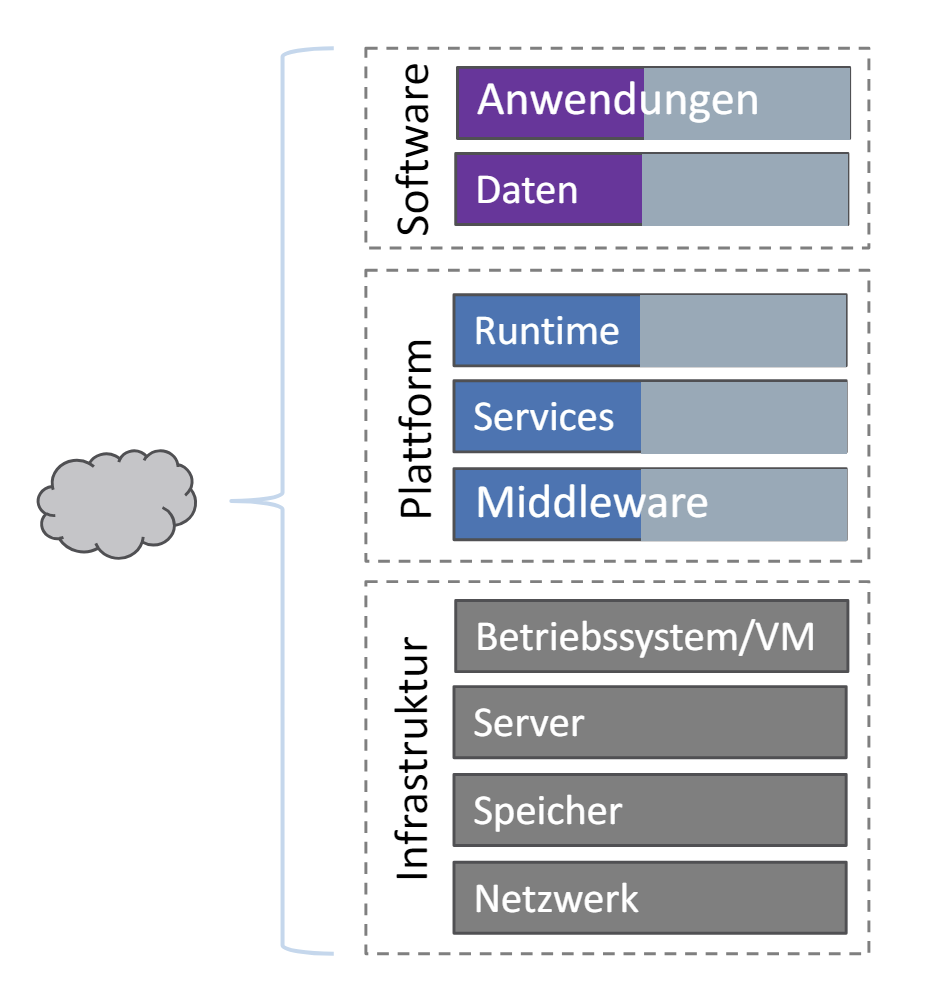 Software
Anwendungen
Daten
Plattform
Runtime
Services
Middleware
Infrastruktur
Betriebssystem/VM
Server
Speicher
Netzwerk